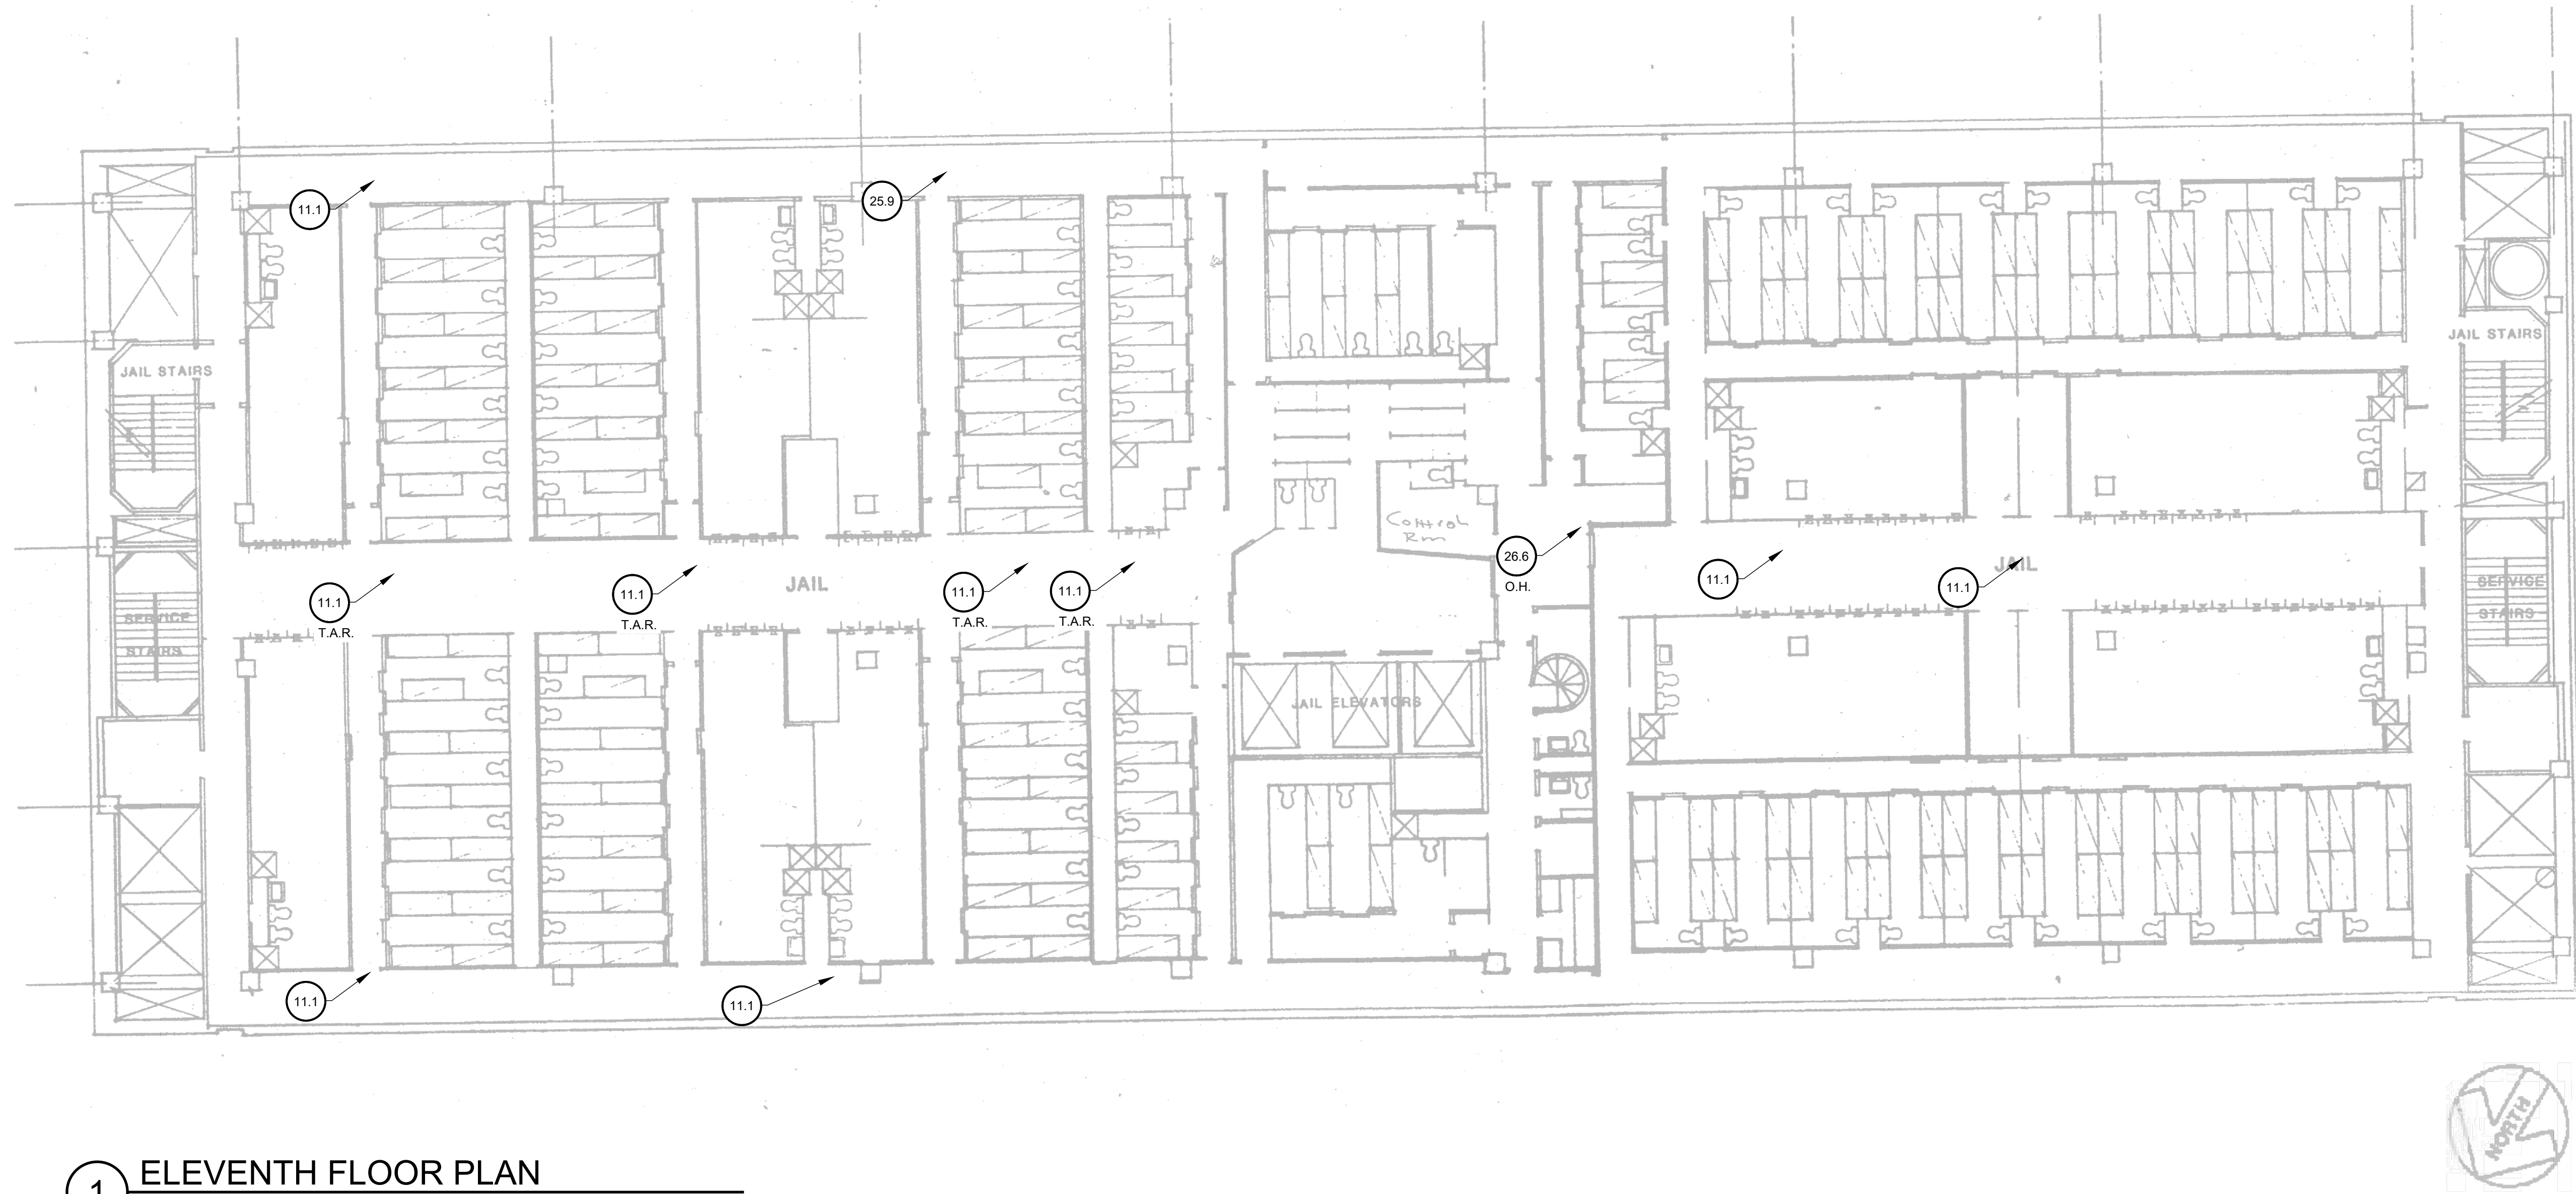 11.1
25.9
JAIL STAIRS
JAIL STAIRS
Control
Rm
26.6
O.H.
JAIL
11.1
11.1
JAIL
11.1
T.A.R.
11.1
T.A.R.
11.1
T.A.R.
11.1
T.A.R.
SERVICE
STAIRS
SERVICE
STAIRS
JAIL ELEVATORS
11.1
11.1
NORTH
1
ELEVENTH FLOOR PLAN